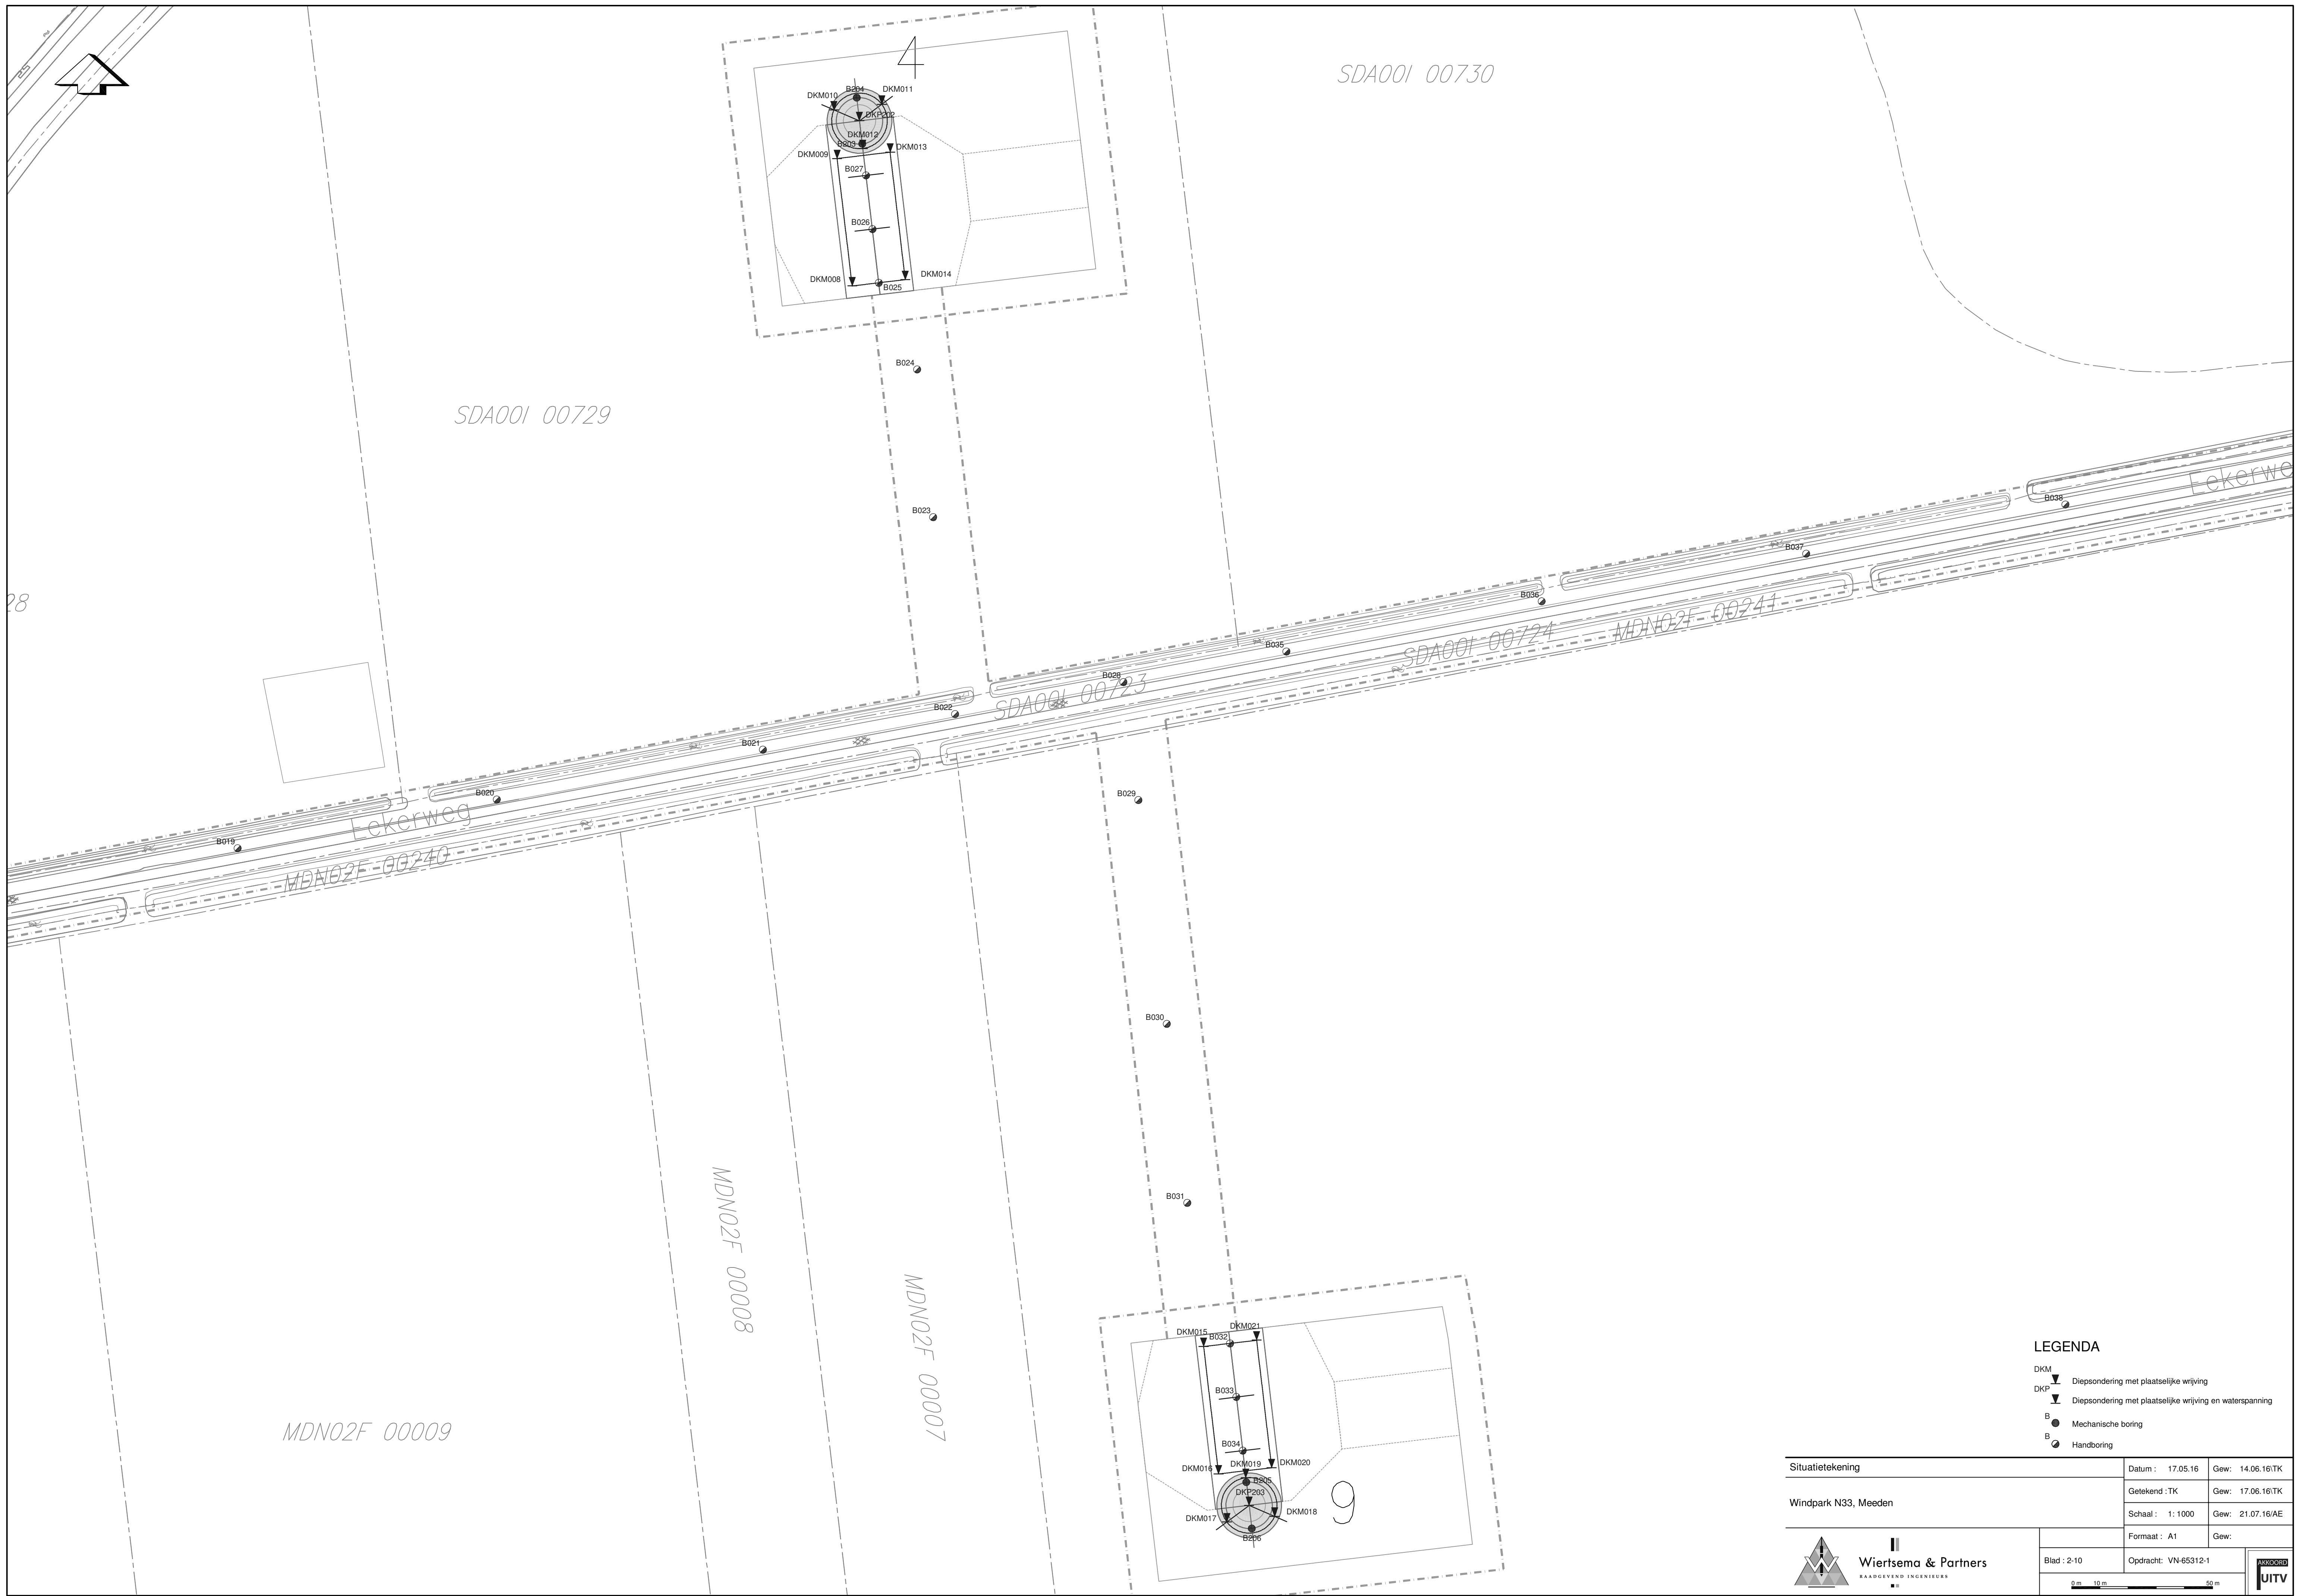 4
SDA00I 00730
B204
DKM011
DKM010
DKP202
DKM012
B203
DKM013
DKM009
B027
B026
DKM014
DKM008
B025
B024
SDA00I 00729
Eekerwe
B038
B023
B037
28
B036
MDN02F 00241
SDA00I 00724
B035
B028
SDA00I 00723
B022
B021
B020
B029
Eekerweg
B019
MDN02F 00240
B030
MDN02F 00008
B031
MDN02F 00007
DKM021
DKM015
B032
B033
MDN02F 00009
B034
DKM019
DKM020
DKM016
B205
DKP203
9
DKM018
DKM017
B206
LEGENDA
DKM
Diepsondering met plaatselijke wrijving
DKP
Diepsondering met plaatselijke wrijving en waterspanning
B
Mechanische boring
B
Handboring
Situatietekening
Datum : 17.05.16
Gew: 14.06.16\TK
Getekend : TK
Gew: 17.06.16\TK
Windpark N33, Meeden
Schaal : 1: 1000
Gew: 21.07.16/AE
Formaat : A1
Gew:
Wiertsema & Partners
RAADGEVEND INGENIEURS
Blad : 2-10
Opdracht: VN-65312-1
0 m 10 m 50 m
AKKOORD
UITV